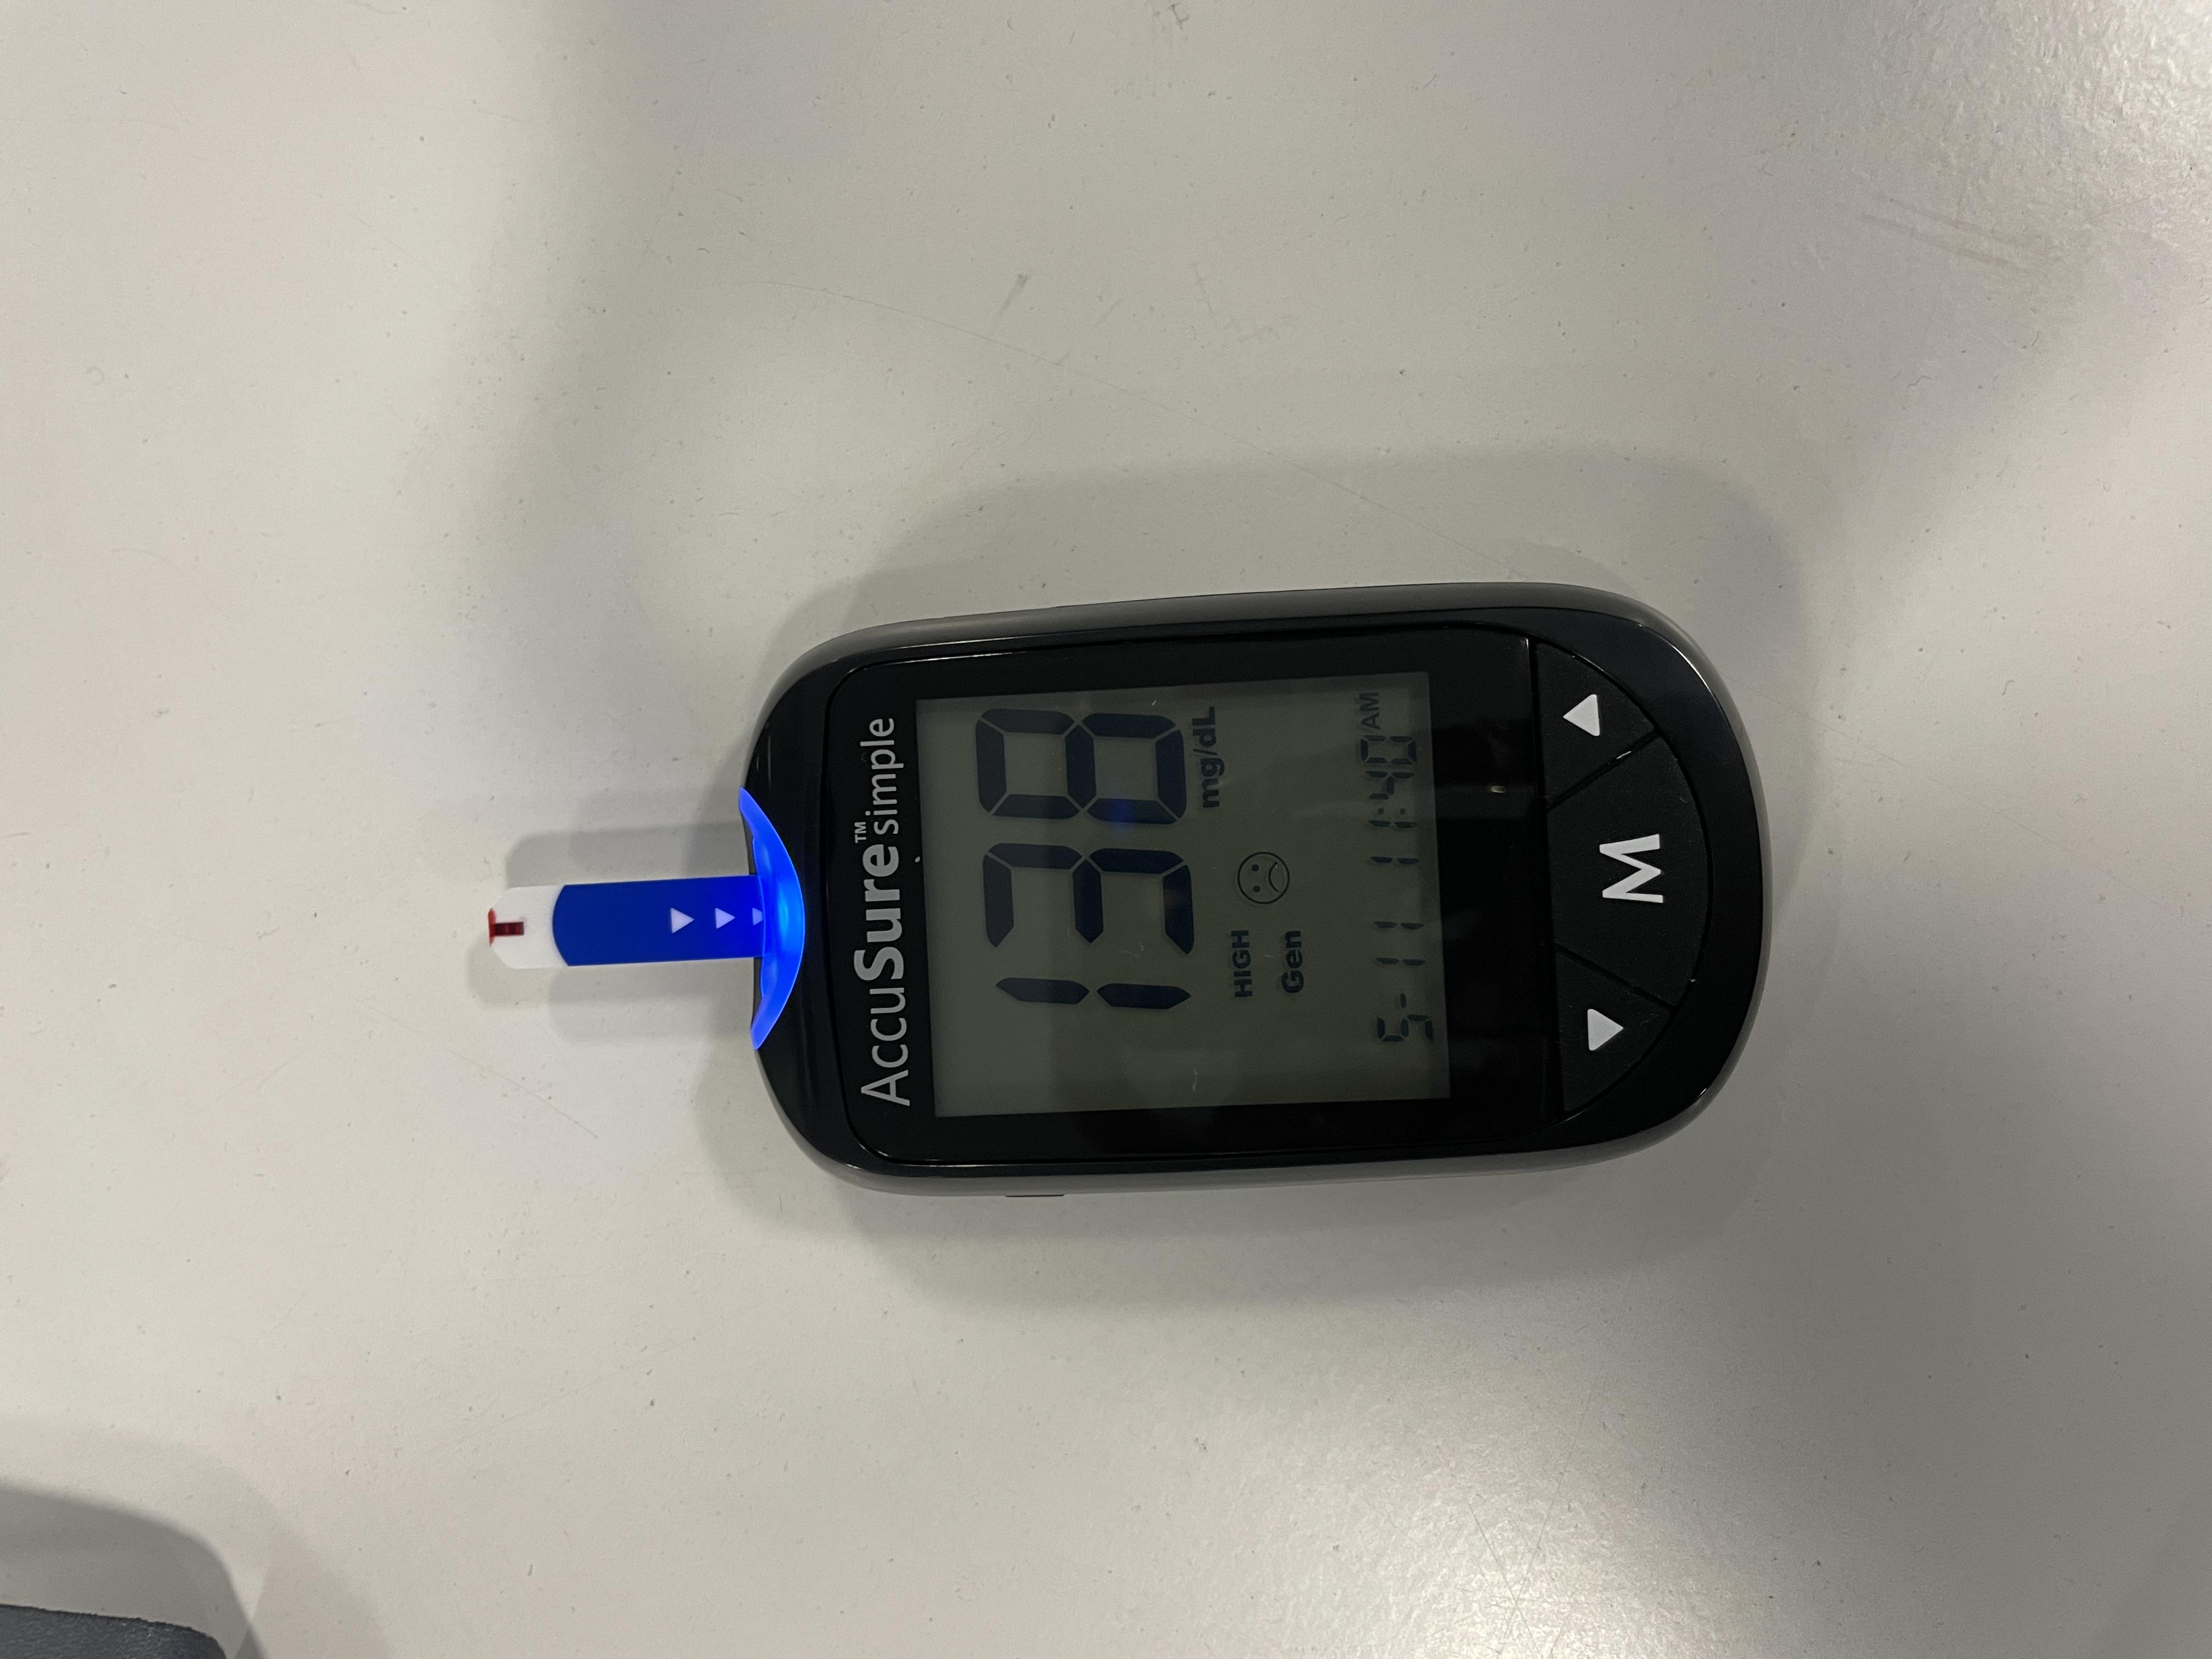 AccuSure™ simple
138
mg/dL
HIGH
Gen
5-11 11:40 AM
M